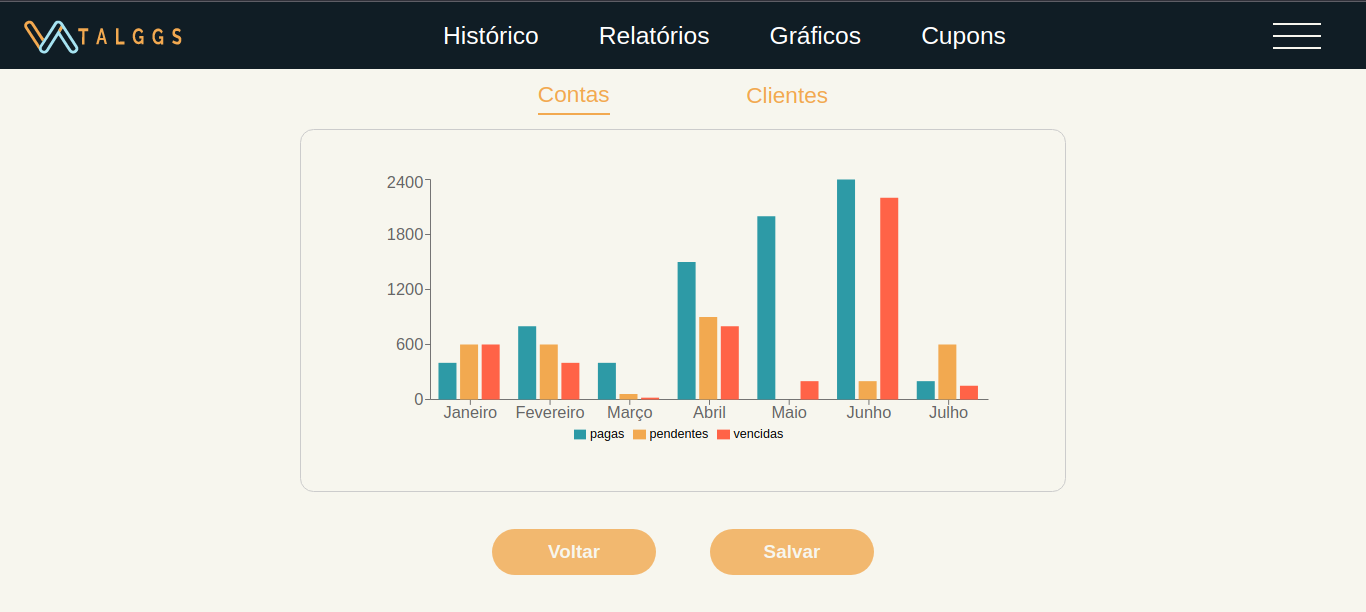 TALGGS Histórico Relatórios Gráficos Cupons
Contas Clientes
2400
1800
1200
600
0
Janeiro Fevereiro Março Abril Maio Junho Julho
pagas pendentes vencidas
Voltar Salvar